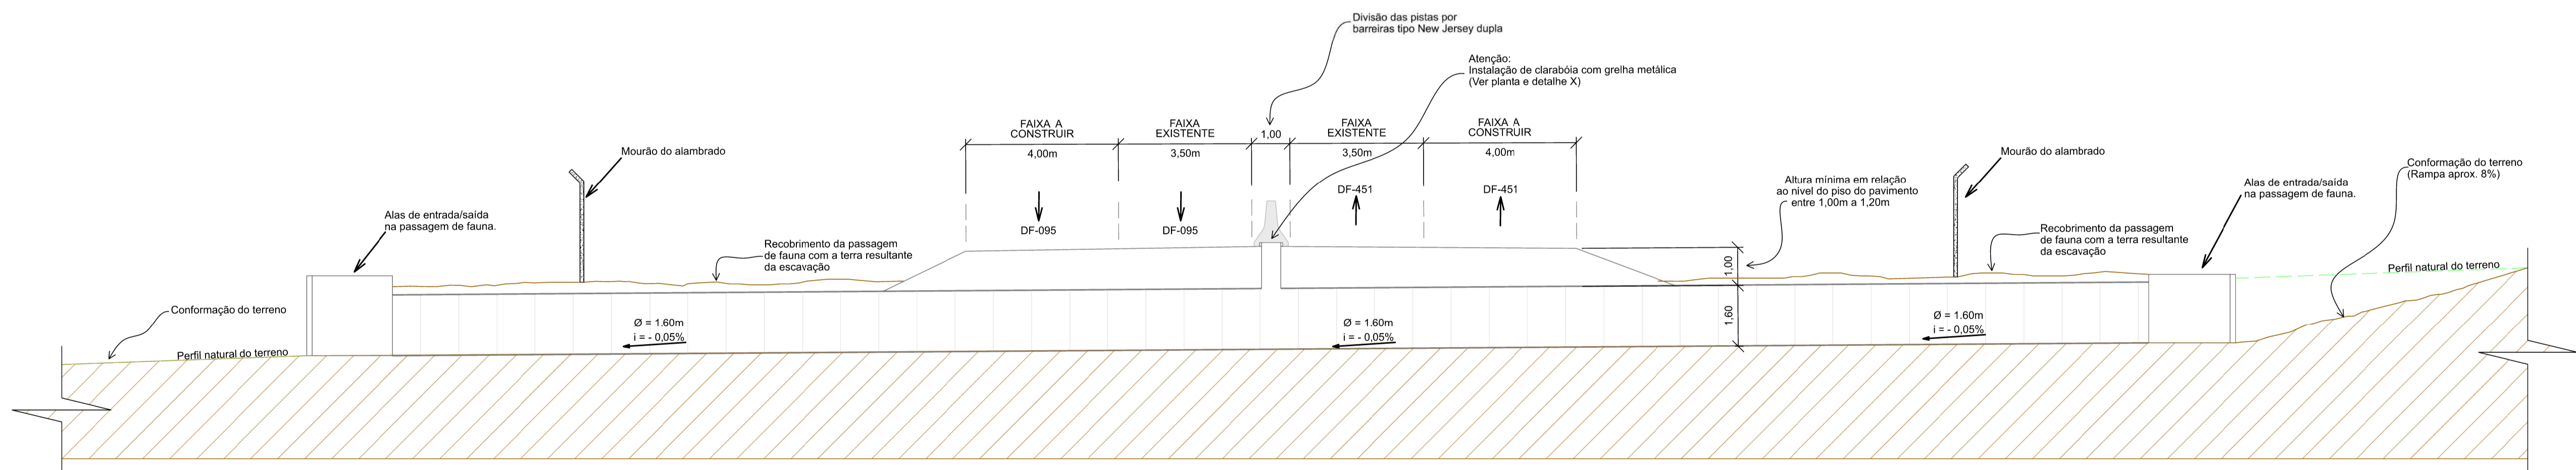 Divisão das pistas por
barreiras tipo New Jersey dupla
Atenção:
Instalação de clarabóia com grelha metálica
(Ver planta e detalhe X)
FAIXA A
CONSTRUIR
4,00m
FAIXA
EXISTENTE
3,50m
1,00
FAIXA
EXISTENTE
3,50m
FAIXA A
CONSTRUIR
4,00m
DF-095
DF-095
DF-451
DF-451
Mourão do alambrado
Alas de entrada/saída
na passagem de fauna.
Recobrimento da passagem
de fauna com a terra resultante
da escavação
Conformação do terreno
Perfil natural do terreno
Altura mínima em relação
ao nível do piso do pavimento
entre 1,00m a 1,20m
Mourão do alambrado
Alas de entrada/saída
na passagem de fauna.
Conformação do terreno
(Rampa aprox. 8%)
Recobrimento da passagem
de fauna com a terra resultante
da escavação
Perfil natural do terreno
1,00
1,60
Ø = 1.60m
i = - 0,05%
Ø = 1.60m
i = - 0,05%
Ø = 1.60m
i = - 0,05%